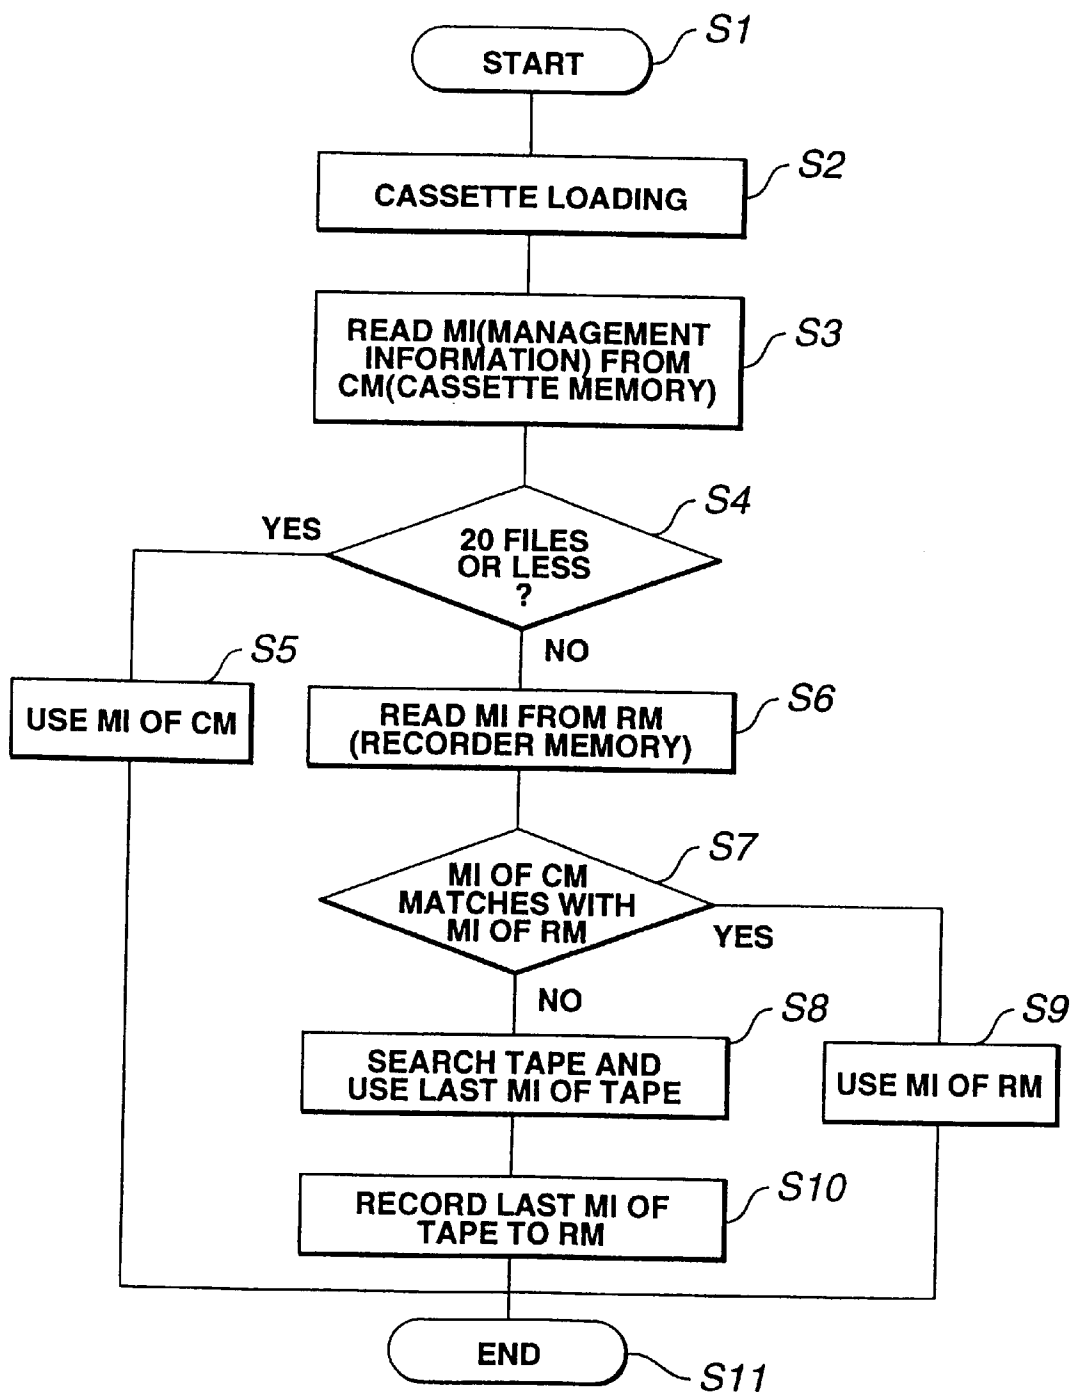 S1
START
S2
CASSETTE LOADING
S3
READ MI(MANAGEMENT
INFORMATION) FROM
CM(CASSETTE MEMORY)
S4
YES
20 FILES
OR LESS
?
NO
S5
USE MI OF CM
S6
READ MI FROM RM
(RECORDER MEMORY)
S7
MI OF CM
MATCHES WITH
MI OF RM
YES
NO
S8
SEARCH TAPE AND
USE LAST MI OF TAPE
S9
USE MI OF RM
S10
RECORD LAST MI OF
TAPE TO RM
END
S11